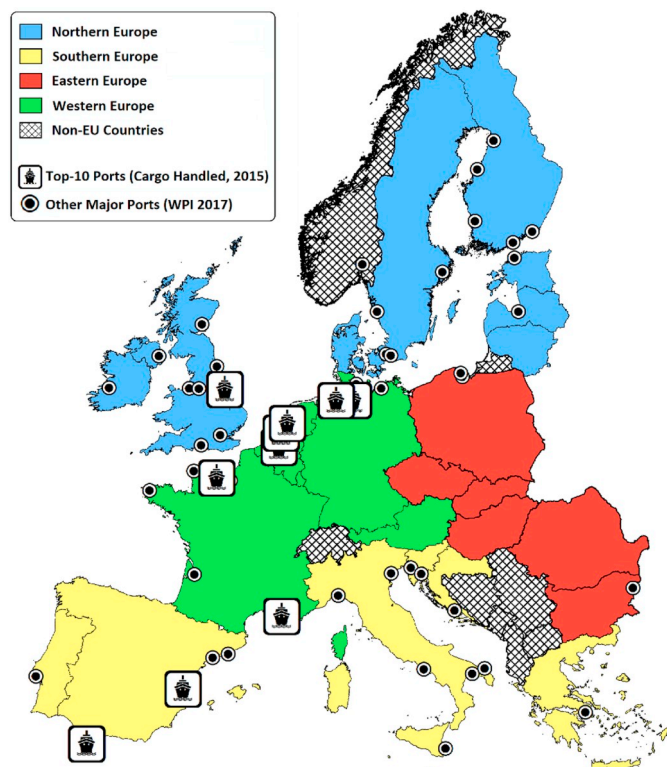 Northern Europe
Southern Europe
Eastern Europe
Western Europe
Non-EU Countries
Top-10 Ports (Cargo Handled, 2015)
Other Major Ports (WPI 2017)